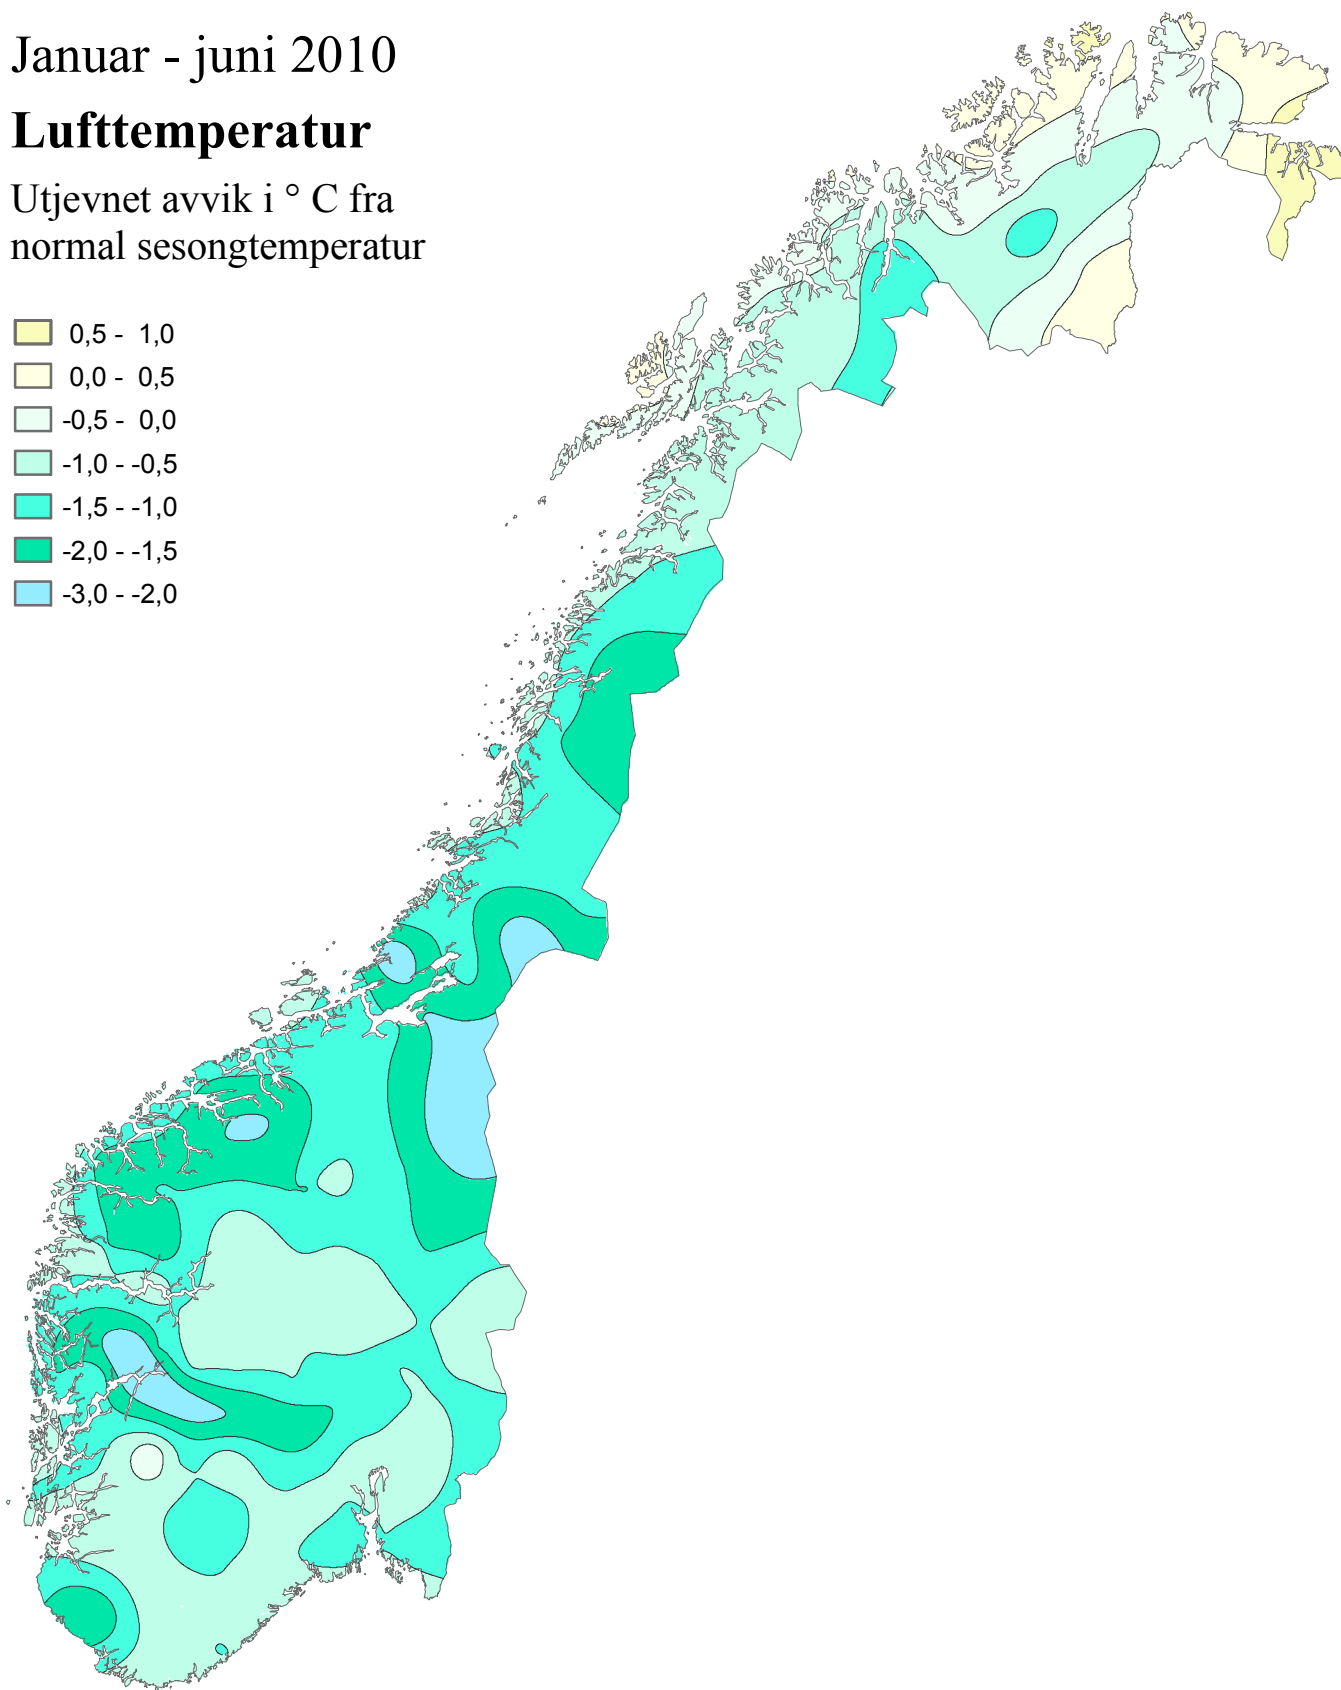 Januar - juni 2010
Lufttemperatur
Utjevnet avvik i ° C fra
normal sesongtemperatur
0,5 - 1,0
0,0 - 0,5
-0,5 - 0,0
-1,0 - -0,5
-1,5 - -1,0
-2,0 - -1,5
-3,0 - -2,0